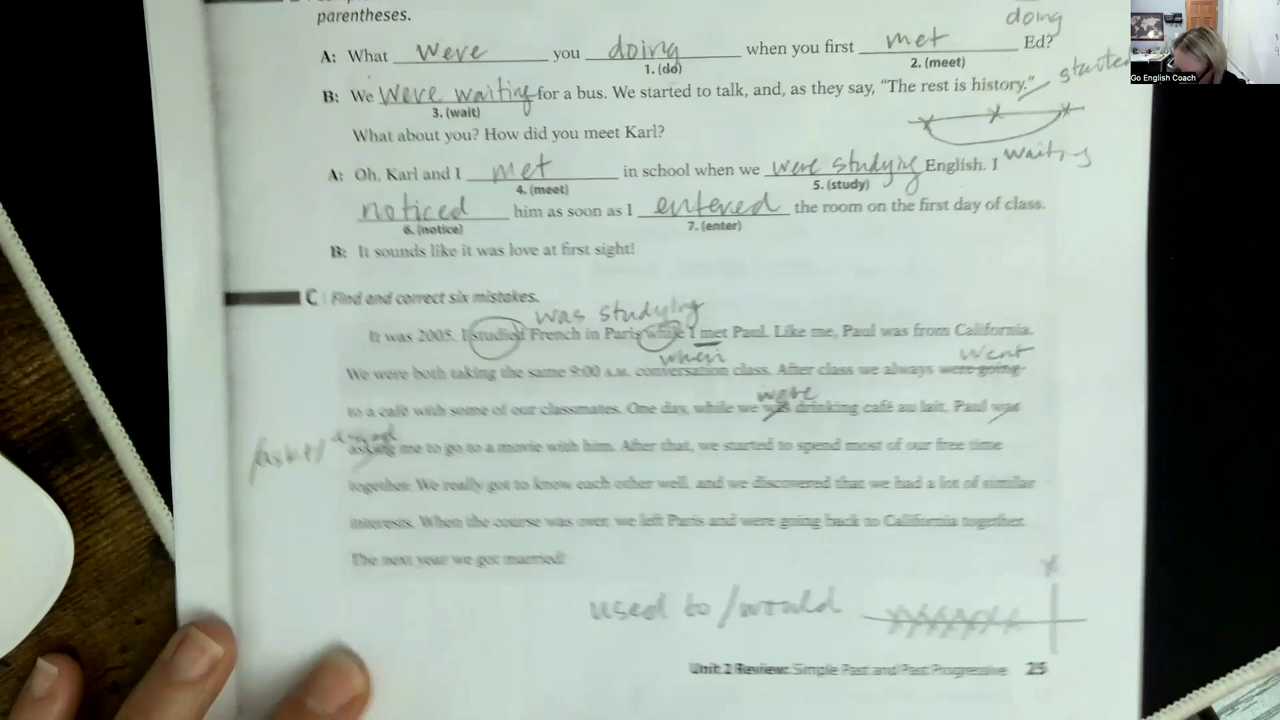 parentheses.
doing
A: What were you doing when you first met Ed?
1. (do) 2. (meet)
Go English Coach
started
B: We were waiting for a bus. We started to talk, and, as they say, "The rest is history."
3. (wait)
What about you? How did you meet Karl?
waiting
A: Oh, Karl and I met in school when we were studying English. I
4. (meet) 5. (study)
noticed him as soon as I entered the room on the first day of class.
6. (notice) 7. (enter)
B: It sounds like it was love at first sight!
C Find and correct six mistakes.
was studying
It was 2005. I studied French in Paris while I met Paul. Like me, Paul was from California.
when went
We were both taking the same 9:00 A.M. conversation class. After class we always were going
were
to a café with some of our classmates. One day, while we was drinking café au lait, Paul was
asked
asking me to go to a movie with him. After that, we started to spend most of our free time
together. We really got to know each other well, and we discovered that we had a lot of similar
interests. When the course was over, we left Paris and were going back to California together.
The next year we got married!
used to/would
Unit 2 Review: Simple Past and Past Progressive 25